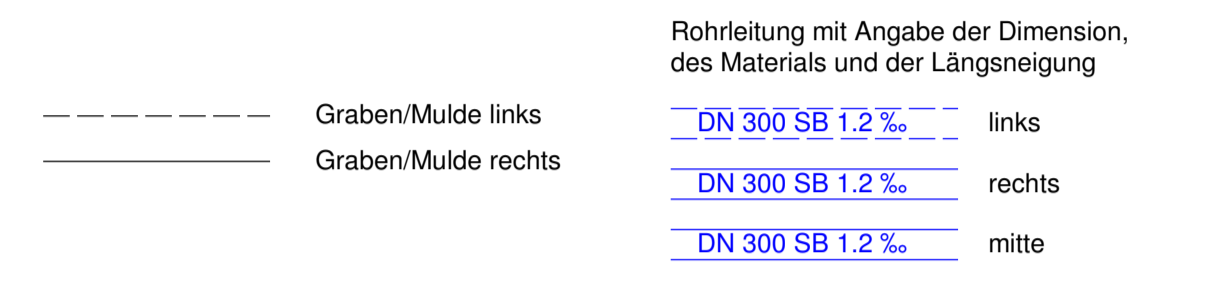 Graben/Mulde links
Graben/Mulde rechts
Rohrleitung mit Angabe der Dimension,
des Materials und der Längsneigung
DN 300 SB 1.2 ‰ links
DN 300 SB 1.2 ‰ rechts
DN 300 SB 1.2 ‰ mitte